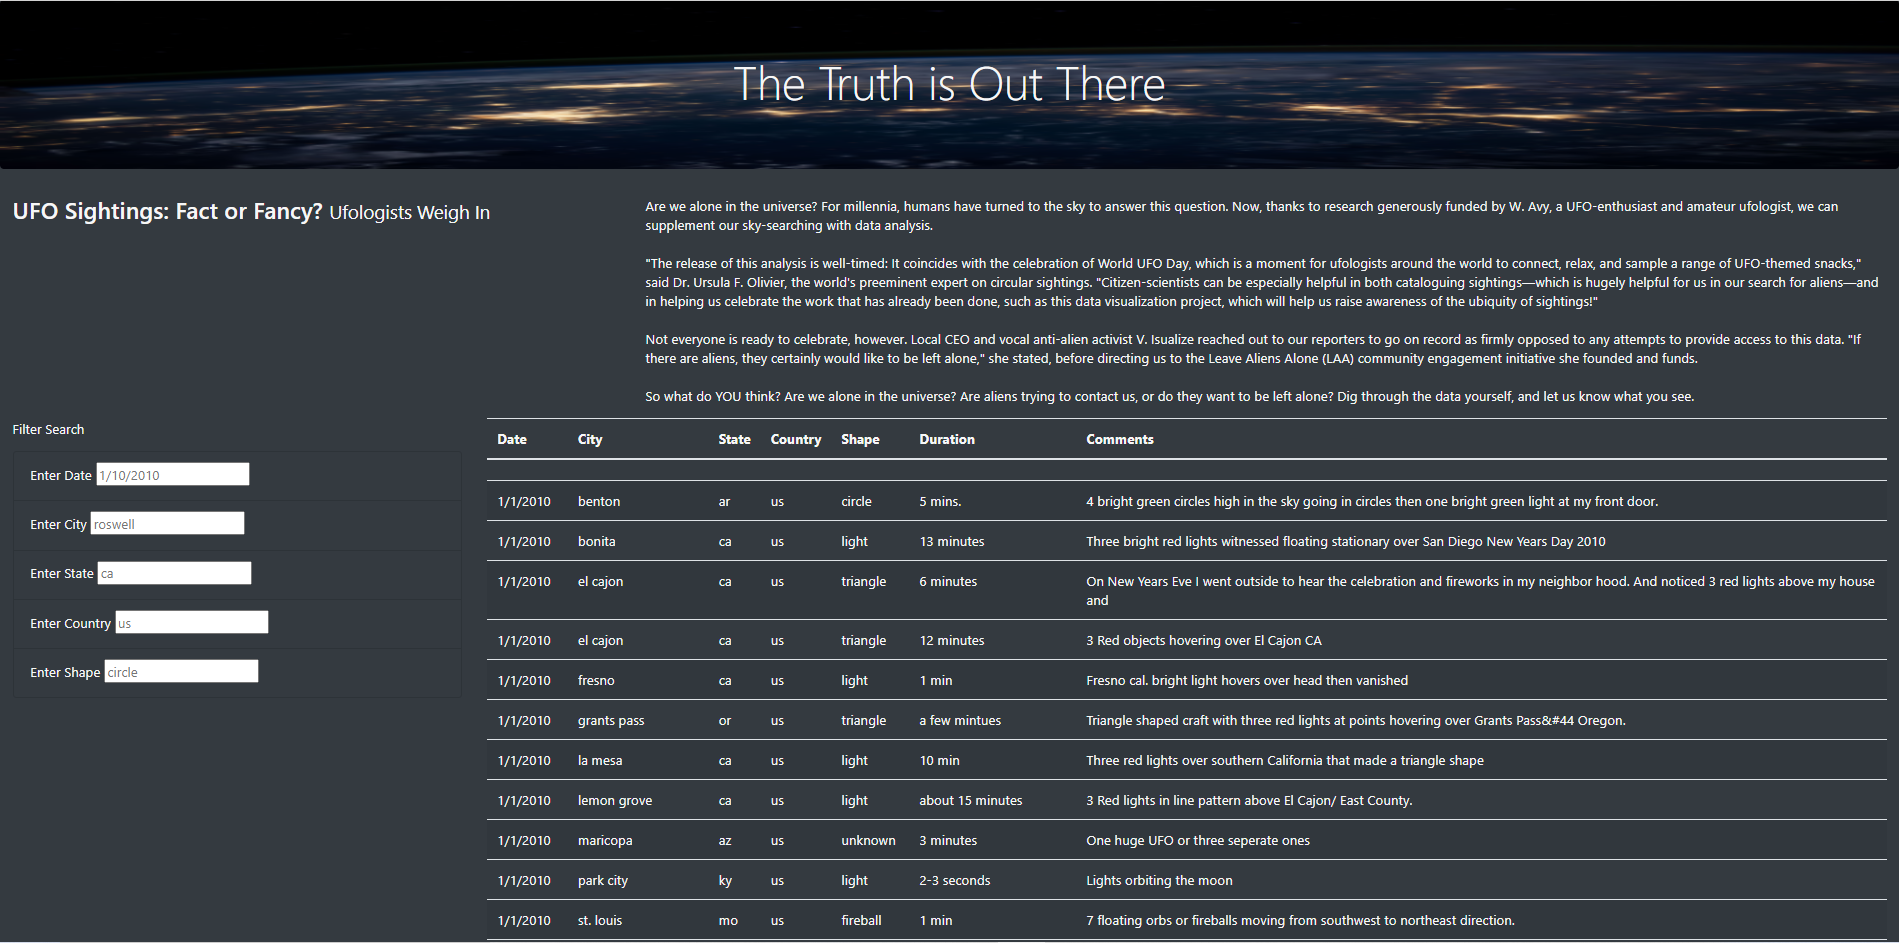 The Truth is Out There
UFO Sightings: Fact or Fancy? Ufologists Weigh In
Are we alone in the universe? For millennia, humans have turned to the sky to answer this question. Now, thanks to research generously funded by W. Avy, a UFO-enthusiast and amateur ufologist, we can
supplement our sky-searching with data analysis.
"The release of this analysis is well-timed: It coincides with the celebration of World UFO Day, which is a moment for ufologists around the world to connect, relax, and sample a range of UFO-themed snacks,"
said Dr. Ursula F. Olivier, the world's preeminent expert on circular sightings. "Citizen-scientists can be especially helpful in both cataloguing sightings—which is hugely helpful for us in our search for aliens—and
in helping us celebrate the work that has already been done, such as this data visualization project, which will help us raise awareness of the ubiquity of sightings!"
Not everyone is ready to celebrate, however. Local CEO and vocal anti-alien activist V. Isualize reached out to our reporters to go on record as firmly opposed to any attempts to provide access to this data. "If
there are aliens, they certainly would like to be left alone," she stated, before directing us to the Leave Aliens Alone (LAA) community engagement initiative she founded and funds.
So what do YOU think? Are we alone in the universe? Are aliens trying to contact us, or do they want to be left alone? Dig through the data yourself, and let us know what you see.
Filter Search
Enter Date 1/10/2010
Enter City roswell
Enter State ca
Enter Country us
Enter Shape circle
Date City State Country Shape Duration Comments
1/1/2010 benton ar us circle 5 mins. 4 bright green circles high in the sky going in circles then one bright green light at my front door.
1/1/2010 bonita ca us light 13 minutes Three bright red lights witnessed floating stationary over San Diego New Years Day 2010
1/1/2010 el cajon ca us triangle 6 minutes On New Years Eve I went outside to hear the celebration and fireworks in my neighbor hood. And noticed 3 red lights above my house
and
1/1/2010 el cajon ca us triangle 12 minutes 3 Red objects hovering over El Cajon CA
1/1/2010 fresno ca us light 1 min Fresno cal. bright light hovers over head then vanished
1/1/2010 grants pass or us triangle a few mintues Triangle shaped craft with three red lights at points hovering over Grants Pass&#44 Oregon.
1/1/2010 la mesa ca us light 10 min Three red lights over southern California that made a triangle shape
1/1/2010 lemon grove ca us light about 15 minutes 3 Red lights in line pattern above El Cajon/ East County.
1/1/2010 maricopa az us unknown 3 minutes One huge UFO or three seperate ones
1/1/2010 park city ky us light 2-3 seconds Lights orbiting the moon
1/1/2010 st. louis mo us fireball 1 min 7 floating orbs or fireballs moving from southwest to northeast direction.